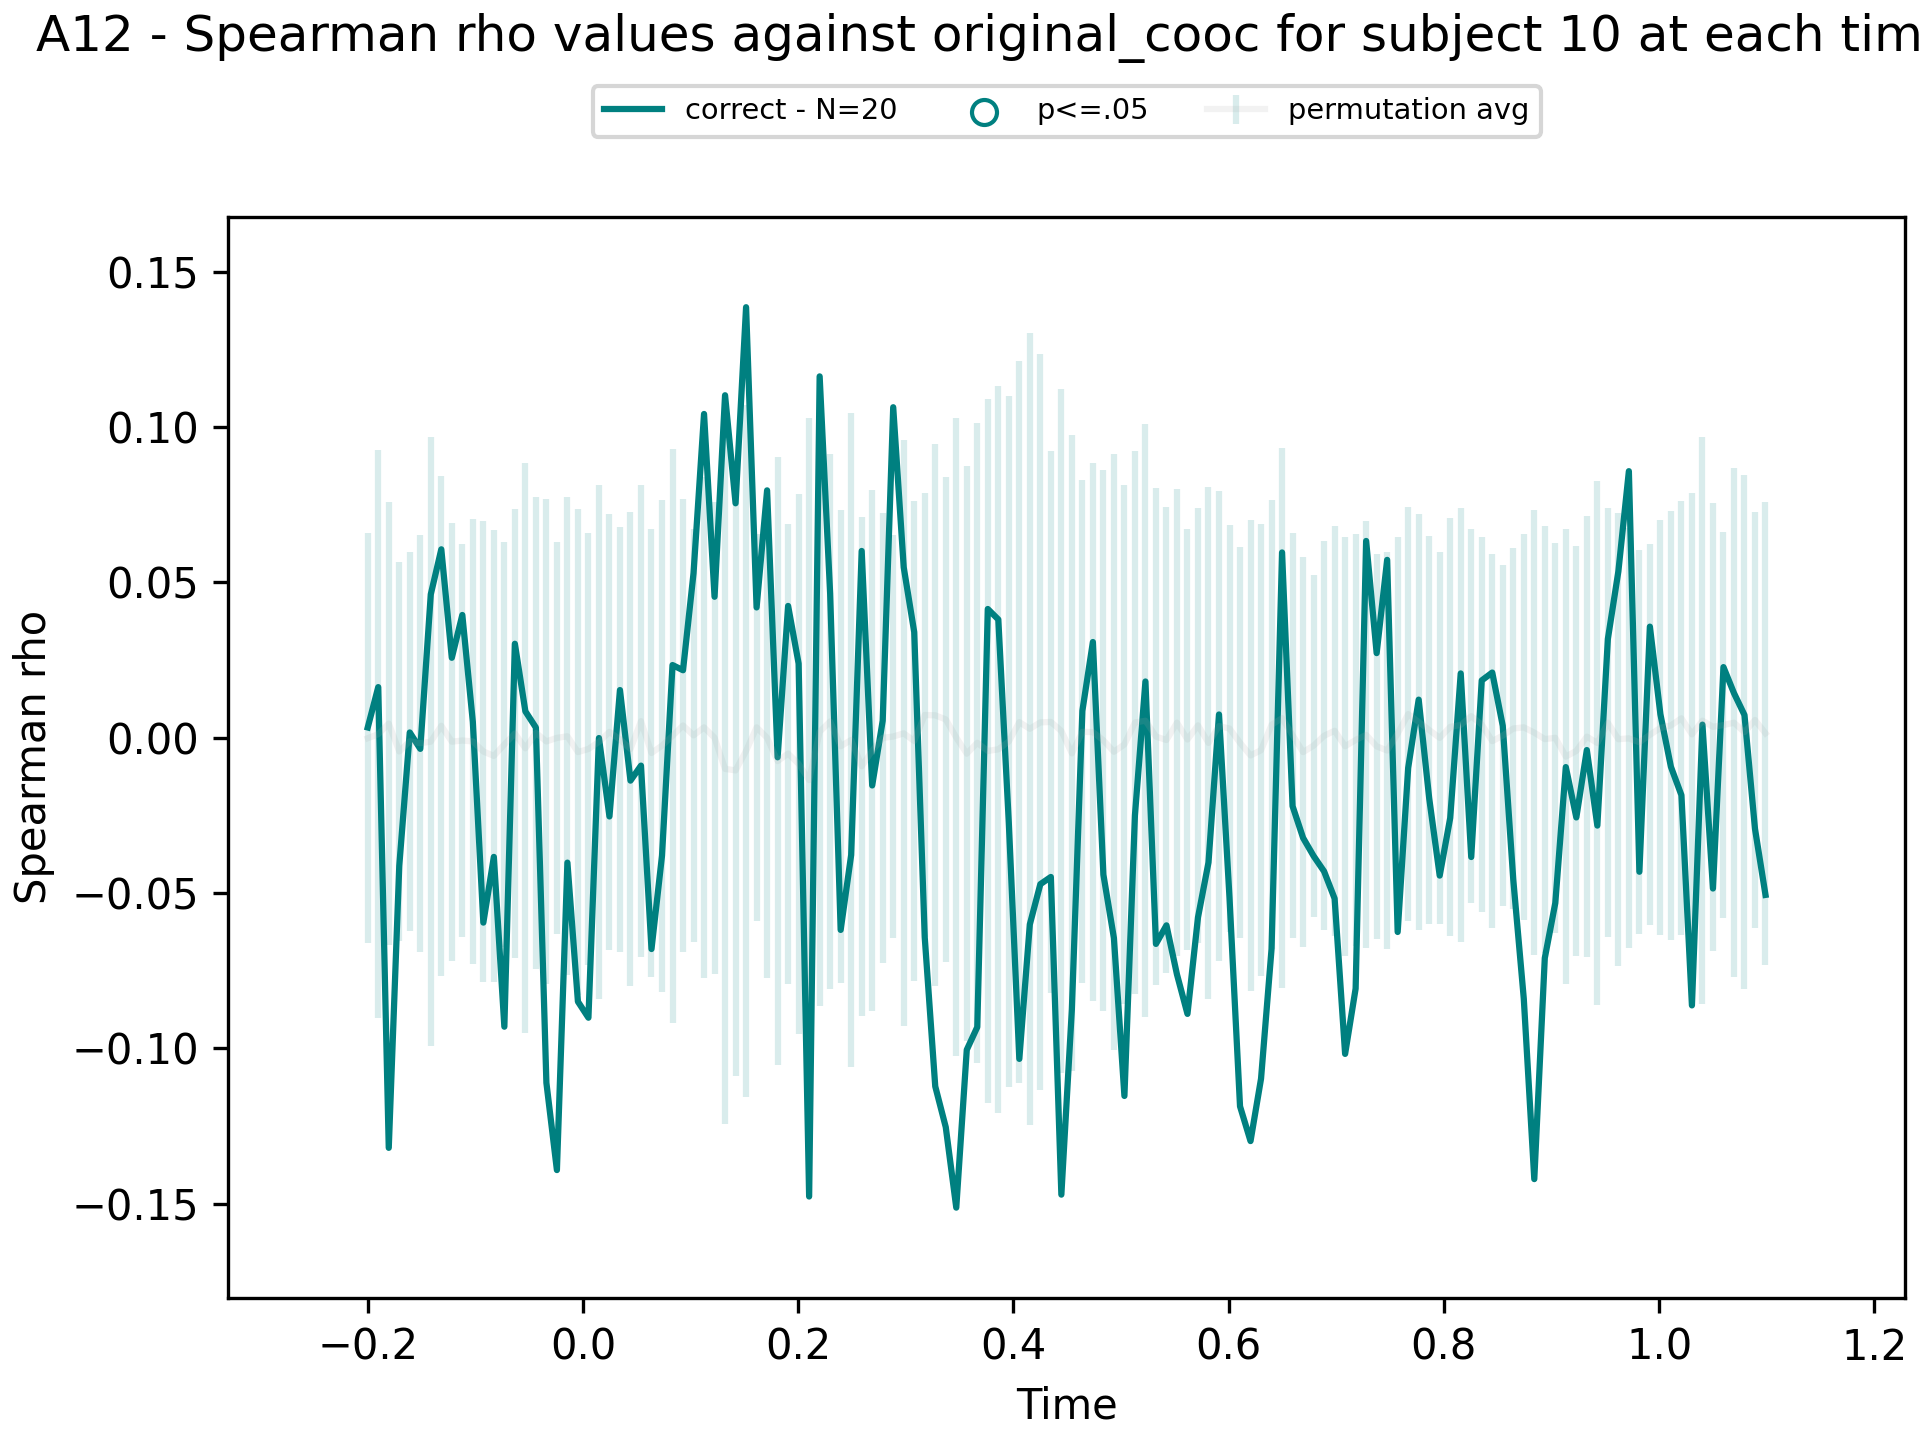 A12 - Spearman rho values against original_cooc for subject 10 at each tim
correct - N=20 p<=.05 permutation avg
0.15
0.10
0.05
0.00
−0.05
−0.10
−0.15
Spearman rho
−0.2 0.0 0.2 0.4 0.6 0.8 1.0 1.2
Time